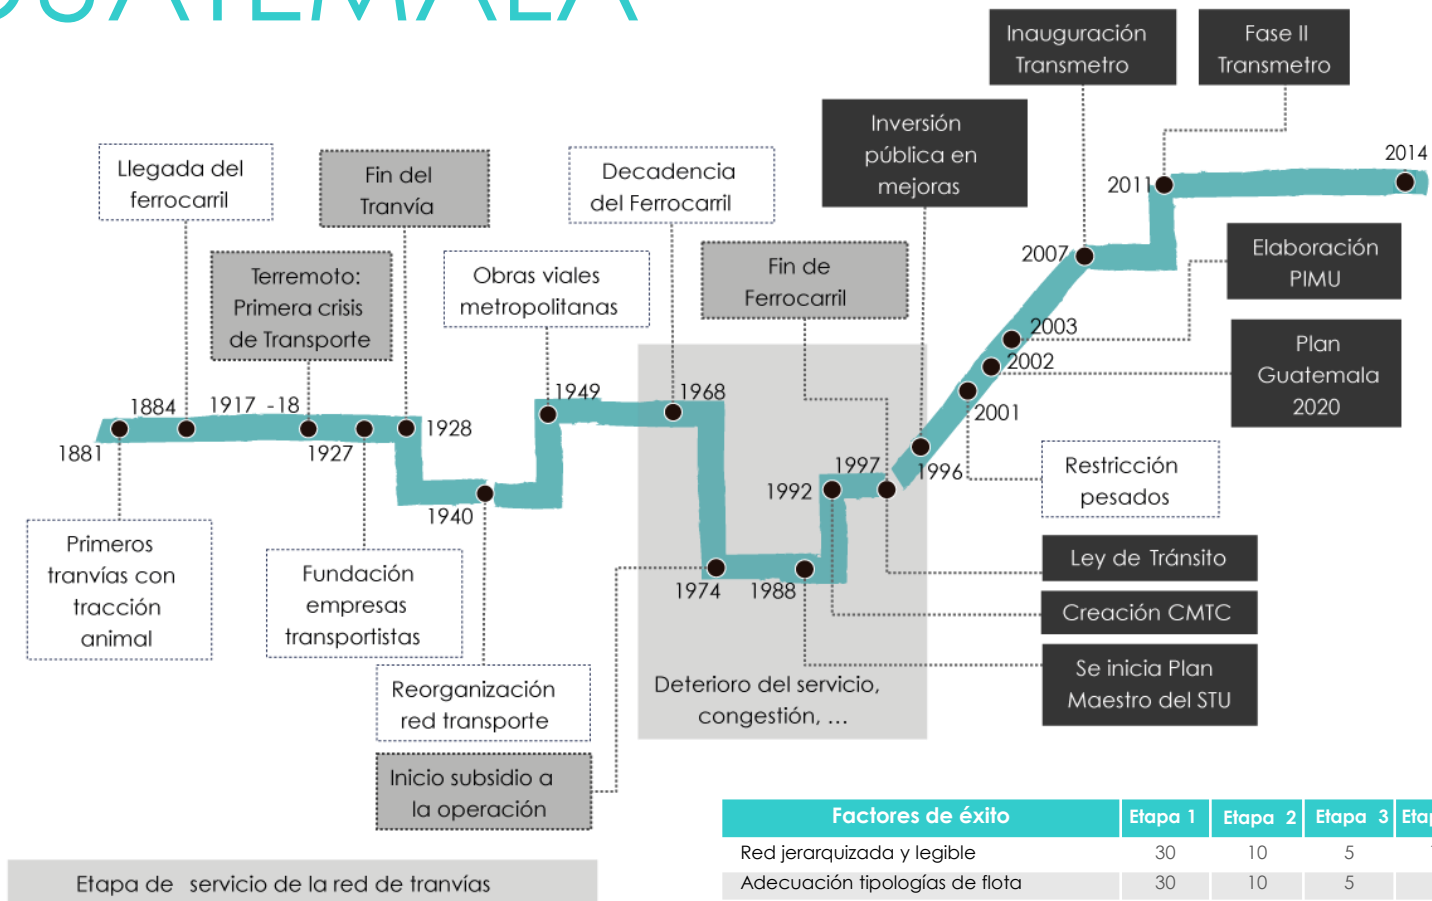 GUATEMALA
Inauguración
Transmetro
Fase II
Transmetro
Inversión
pública en
mejoras
2014
Llegada del
ferrocarril
Fin del
Tranvía
Decadencia
del Ferrocarril
2011
Terremoto:
Primera crisis
de Transporte
Obras viales
metropolitanas
Fin de
Ferrocarril
2007
Elaboración
PIMU
2003
2002
Plan
Guatemala
2020
1884
1917 -18
1949
1968
2001
1881
1927
1928
1997
1996
Restricción
pesados
1992
1940
Primeros
tranvías con
tracción
animal
Fundación
empresas
transportistas
1974
1988
Ley de Tránsito
Creación CMTC
Reorganización
red transporte
Deterioro del servicio,
congestión, ...
Se inicia Plan
Maestro del STU
Inicio subsidio a
la operación
Factores de éxito Etapa 1 Etapa 2 Etapa 3
Red jerarquizada y legible 30 10 5
Adecuación tipologías de flota 30 10 5
Etapa de servicio de la red de tranvías